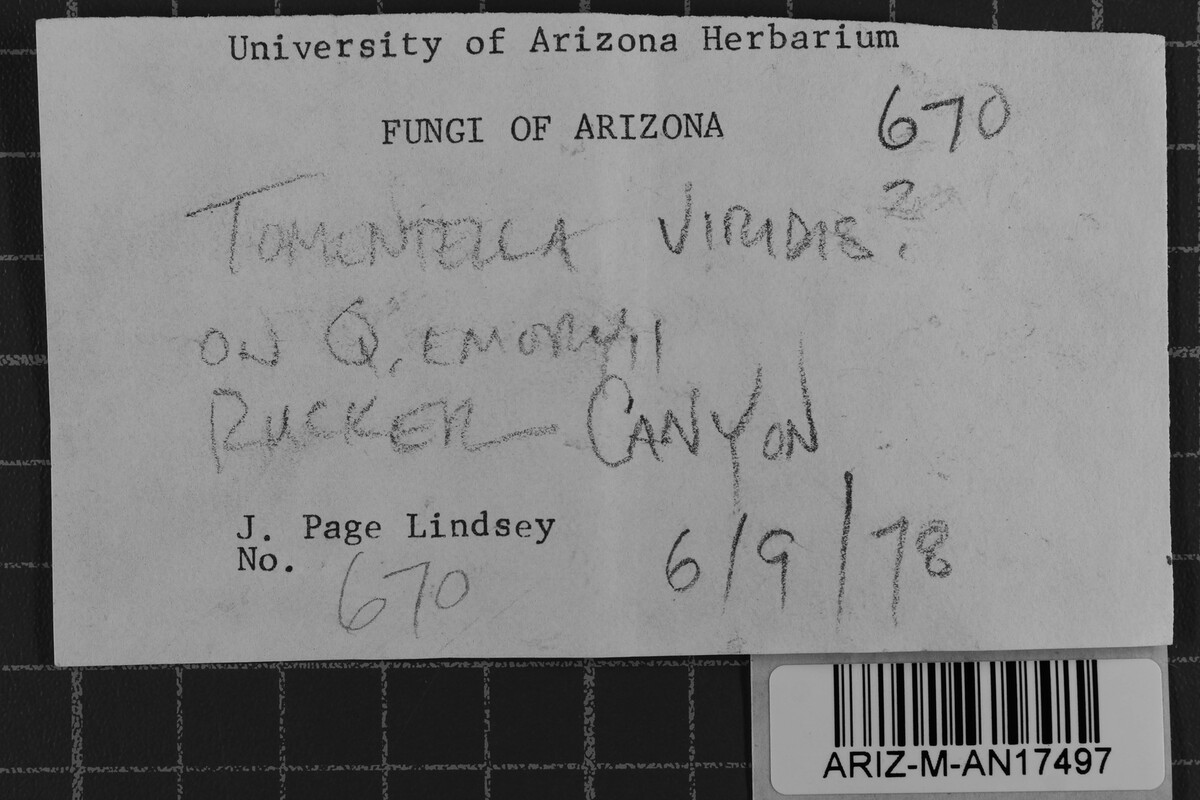 University of Arizona Herbarium
FUNGI OF ARIZONA
670
TOMENTELLA VIRIDIS?
ON Q. EMORYII
RUCKER CANYON
J. Page Lindsey
No. 670
6/9/78
ARIZ-M-AN17497